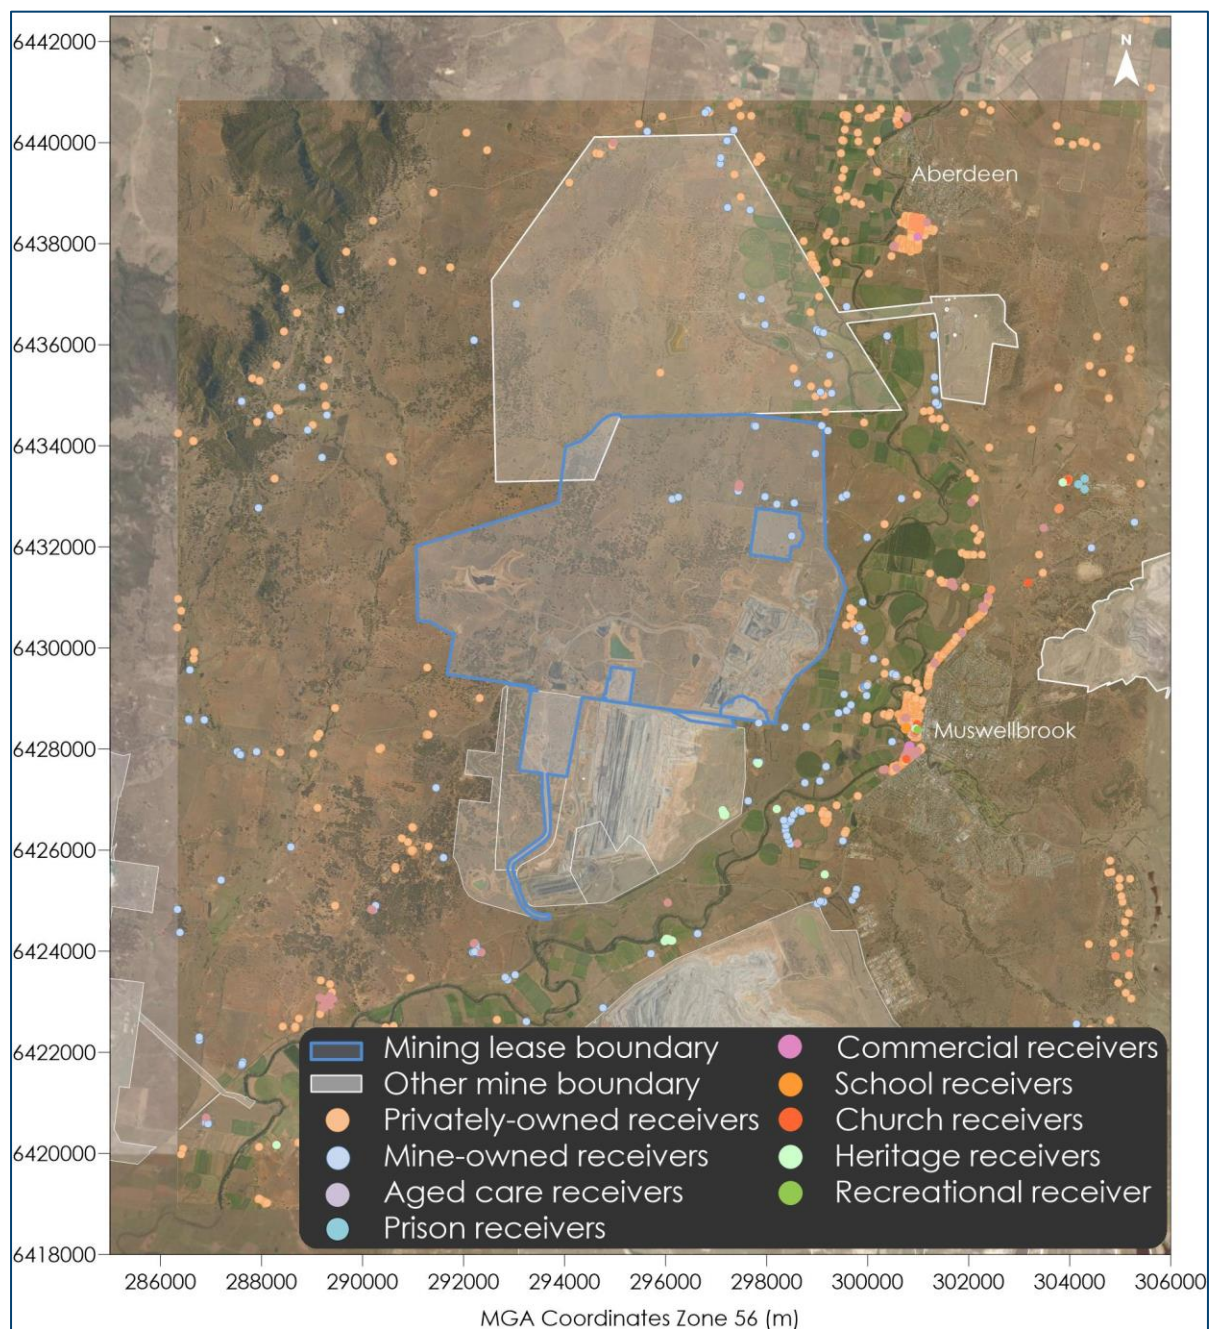 6442000
6440000
6438000
6436000
6434000
6432000
6430000
6428000
6426000
6424000
6422000
6420000
6418000
N
Aberdeen
Muswellbrook
Mining lease boundary
Other mine boundary
Privately-owned receivers
Mine-owned receivers
Aged care receivers
Prison receivers
Commercial receivers
School receivers
Church receivers
Heritage receivers
Recreational receiver
286000 288000 290000 292000 294000 296000 298000 300000 302000 304000 306000
MGA Coordinates Zone 56 (m)